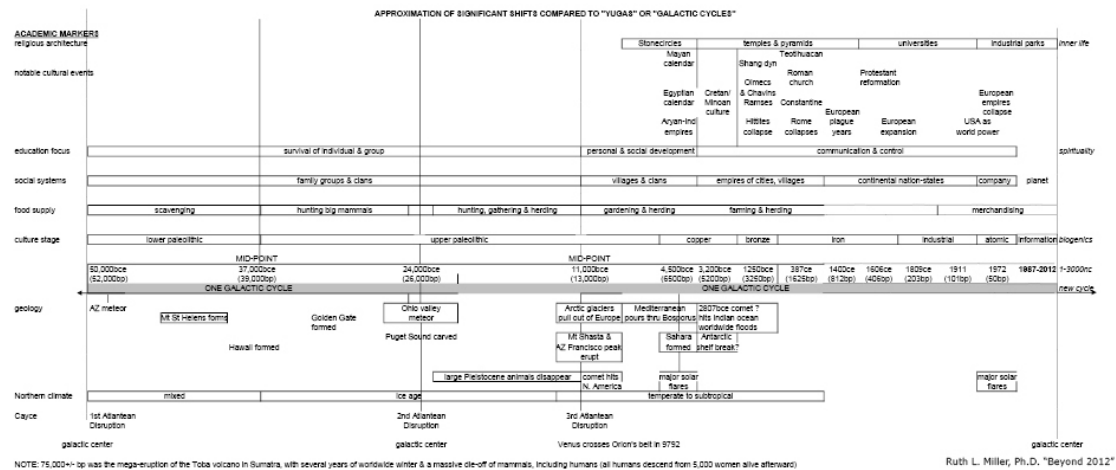 APPROXIMATION OF SIGNIFICANT SHIFTS COMPARED TO "YUGAS" OR "GALACTIC CYCLES"
ACADEMIC MARKERS
religious architecture
Stonecircles
temples & pyramids
universities
industrial parks
inner life
notable cultural events
Mayan
calendar
Egyptian
calendar
Aryan-Ind
empires
Cretan/
Minoan
culture
Shang dyn
Olmecs
& Chavins
Ramses
Hittites
collapse
Teotihuacan
Roman
church
Constantine
Rome
collapses
European
plague
years
Protestant
reformation
European
expansion
European
empires
collapse
USA as
world power
education focus
survival of individual & group
personal & social development
communication & control
spirituality
social systems
family groups & clans
villages & clans
empires of cities, villages
continental nation-states
company
planet
food supply
scavenging
hunting big mammals
hunting, gathering & herding
gardening & herding
farming & herding
merchandising
culture stage
lower paleolithic
upper paleolithic
copper
bronze
iron
industrial
atomic
information
biogenics
MID-POINT
MID-POINT
50,000bce
(52,000bp)
37,000bce
(39,000bp)
24,000bce
(26,000bp)
11,000bce
(13,000bp)
4,500bce
(6500bp)
3,200bce
(5200bp)
1250bce
(3250bp)
387ce
(1625bp)
1400ce
(812bp)
1606ce
(406bp)
1809ce
(203bp)
1911
(101bp)
1972
(50bp)
1987-2012
1-3000nc
ONE GALACTIC CYCLE
ONE GALACTIC CYCLE
new cycle
geology
AZ meteor
Mt St Helens forms
Hawaii formed
Golden Gate
formed
Ohio valley
meteor
Puget Sound carved
Arctic glaciers
pull out of Europe
Mt Shasta &
AZ Francisco peak
erupt
Mediterranean
pours thru Bosporus
Sahara
formed
2807bce comet ?
hits Indian ocean
worldwide floods
Antarctic
shelf break?
large Pleistocene animals disappear
comet hits
N. America
major solar
flares
major solar
flares
Northern climate
mixed
ice age
temperate to subtropical
Cayce
1st Atlantean
Disruption
2nd Atlantean
Disruption
3rd Atlantean
Disruption
galactic center
galactic center
Venus crosses Orion's belt in 9792
galactic center
NOTE: 75,000+/- bp was the mega-eruption of the Toba volcano in Sumatra, with several years of worldwide winter & a massive die-off of mammals, including humans (all humans descend from 5,000 women alive afterward)
Ruth L. Miller, Ph.D. "Beyond 2012"